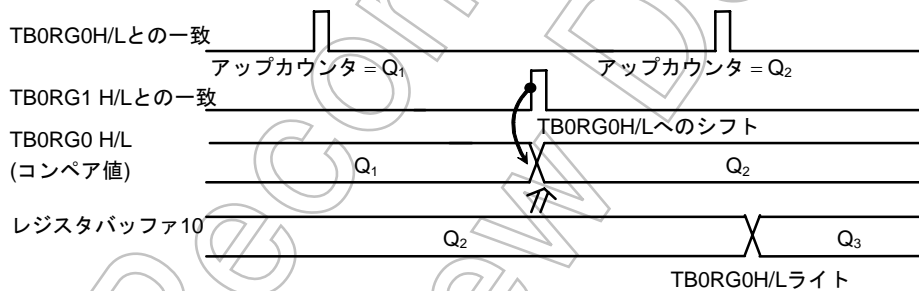 TB0RG0H/Lとの一致
アップカウンタ = Q1
アップカウンタ = Q2
TB0RG1 H/Lとの一致
TB0RG0H/Lへのシフト
TB0RG0 H/L
(コンペア値)
Q1
Q2
レジスタバッファ10
Q2
Q3
TB0RG0H/Lライト